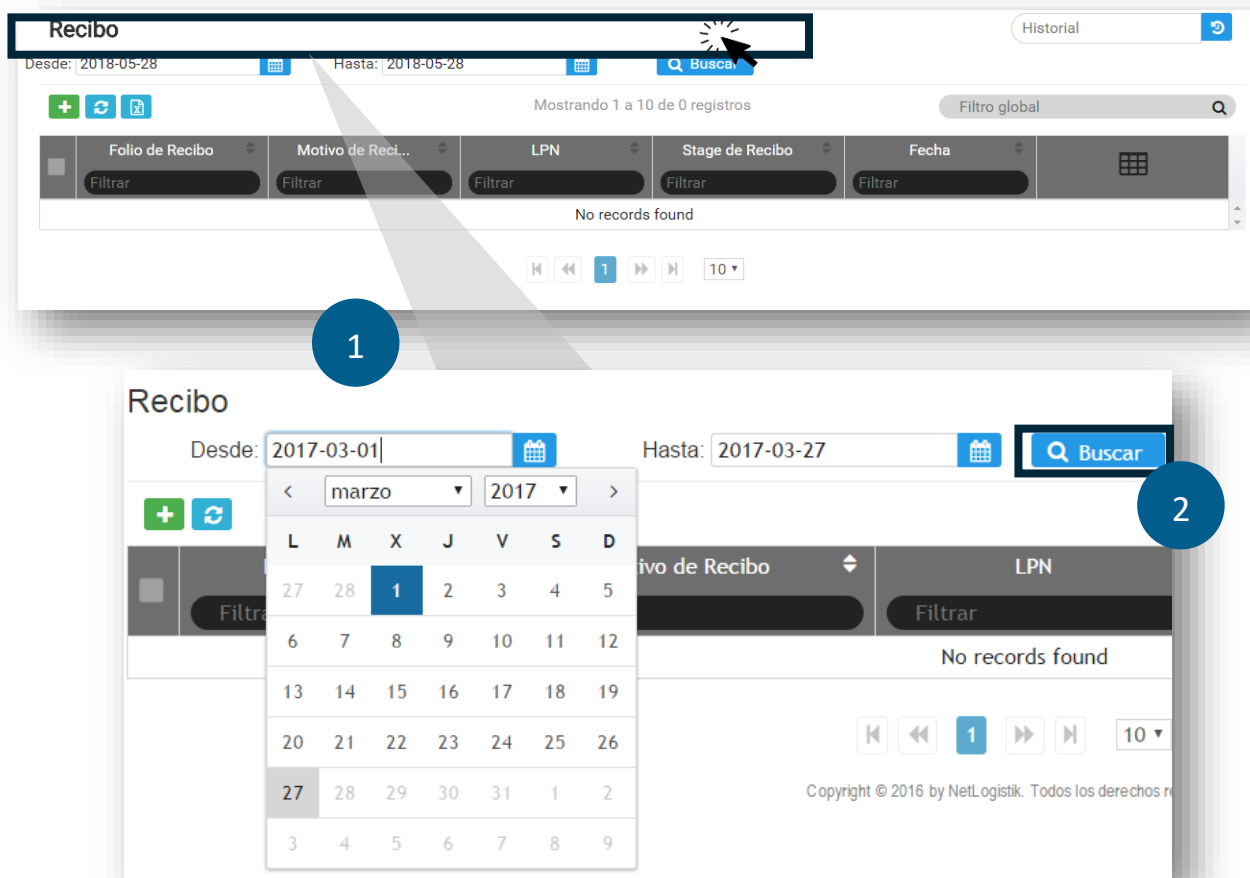 Recibo
Historial
Desde: 2018-05-28 Hasta: 2018-05-28 Buscar
Mostrando 1 a 10 de 0 registros Filtro global
Folio de Recibo Motivo de Reci... LPN Stage de Recibo Fecha
Filtrar Filtrar Filtrar Filtrar Filtrar
No records found
1 10
1
Recibo
Desde: 2017-03-01 Hasta: 2017-03-27 Buscar
2
marzo 2017
L M X J V S D
ivo de Recibo LPN
27 28 1 2 3 4 5
Filtra Filtrar
6 7 8 9 10 11 12
No records found
13 14 15 16 17 18 19
20 21 22 23 24 25 26
1 10
27 28 29 30 31 1 2
Copyright © 2016 by NetLogistik. Todos los derechos re
3 4 5 6 7 8 9